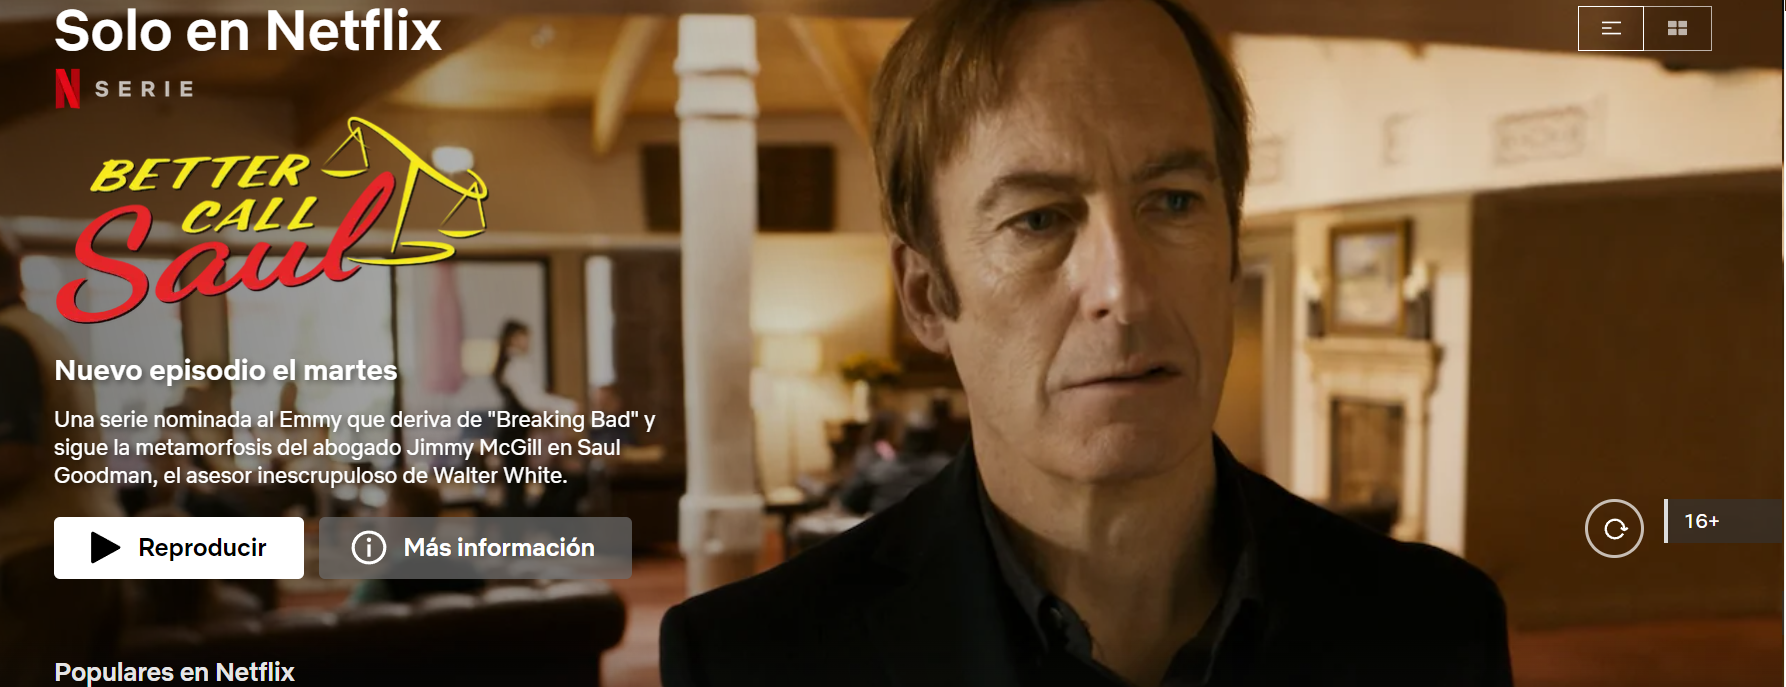 Solo en Netflix
N SERIE
BETTER
CALL
Saul
Nuevo episodio el martes
Una serie nominada al Emmy que deriva de "Breaking Bad" y
sigue la metamorfosis del abogado Jimmy McGill en Saul
Goodman, el asesor inescrupuloso de Walter White.
Reproducir
Más información
16+
Populares en Netflix